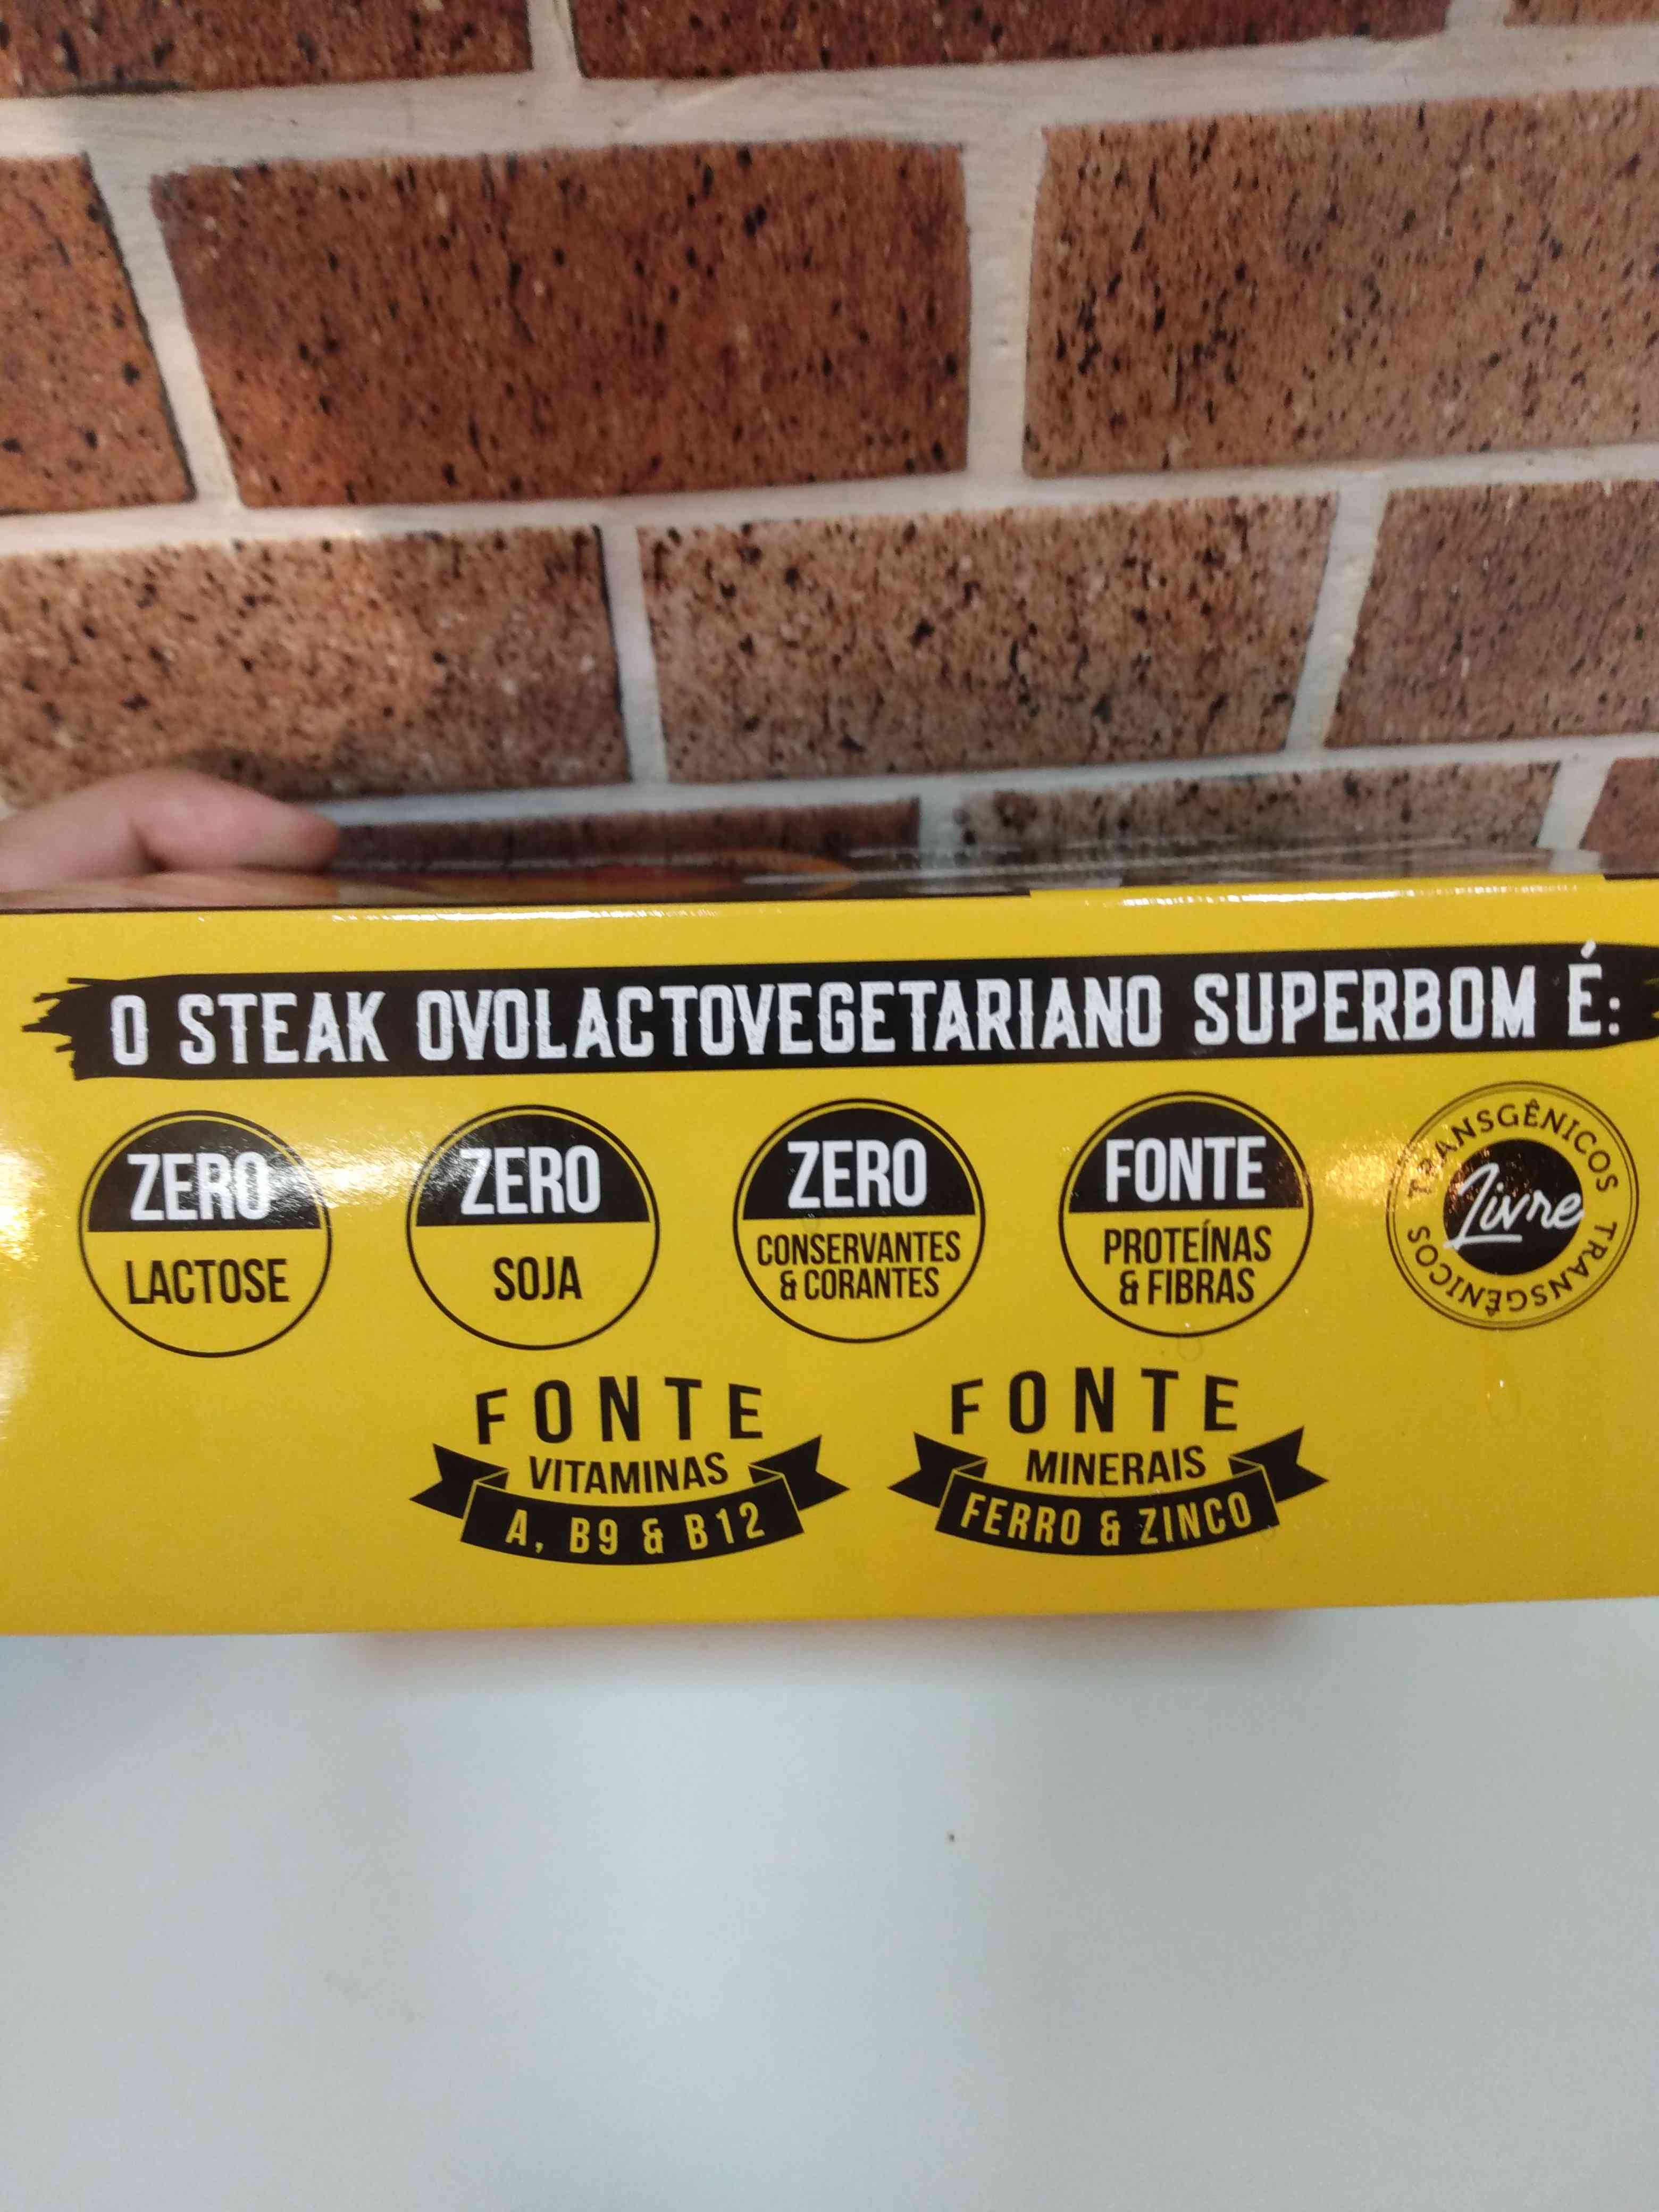 O STEAK OVOLACTOVEGETARIANO SUPERBOM É:
ZERO
LACTOSE
ZERO
SOJA
ZERO
CONSERVANTES
& CORANTES
FONTE
PROTEÍNAS
& FIBRAS
TRANSGÊNICOS
Livre
TRANSGÊNICOS
FONTE
VITAMINAS
A, B9 & B12
FONTE
MINERAIS
FERRO & ZINCO